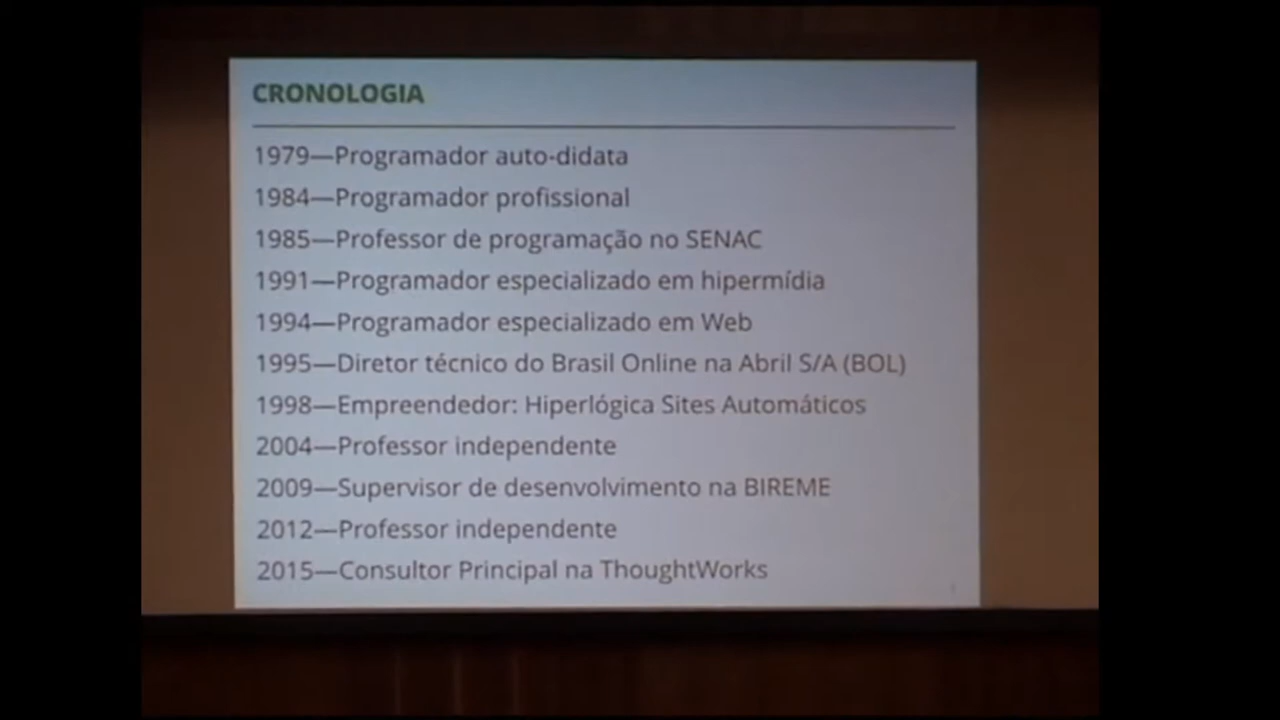 CRONOLOGIA
1979—Programador auto-didata
1984—Programador profissional
1985—Professor de programação no SENAC
1991—Programador especializado em hipermídia
1994—Programador especializado em Web
1995—Diretor técnico do Brasil Online na Abril S/A (BOL)
1998—Empreendedor: Hiperlógica Sites Automáticos
2004—Professor independente
2009—Supervisor de desenvolvimento na BIREME
2012—Professor independente
2015—Consultor Principal na ThoughtWorks